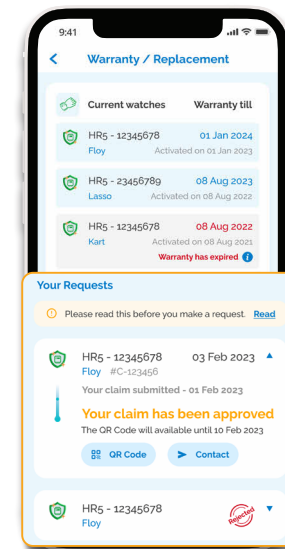 9:41
Warranty / Replacement
Current watches Warranty till
HR5 - 12345678 01 Jan 2024
Floy Activated on 01 Jan 2023
HR5 - 23456789 08 Aug 2023
Lasso Activated on 08 Aug 2022
HR5 - 12345678 08 Aug 2022
Kart Activated on 08 Aug 2021
Warranty has expired
Your Requests
Please read this before you make a request. Read
HR5 - 12345678 03 Feb 2023
Floy #C-123456
Your claim submitted - 01 Feb 2023
Your claim has been approved
The QR Code will available until 10 Feb 2023
QR Code Contact
HR5 - 12345678 Rejected
Floy